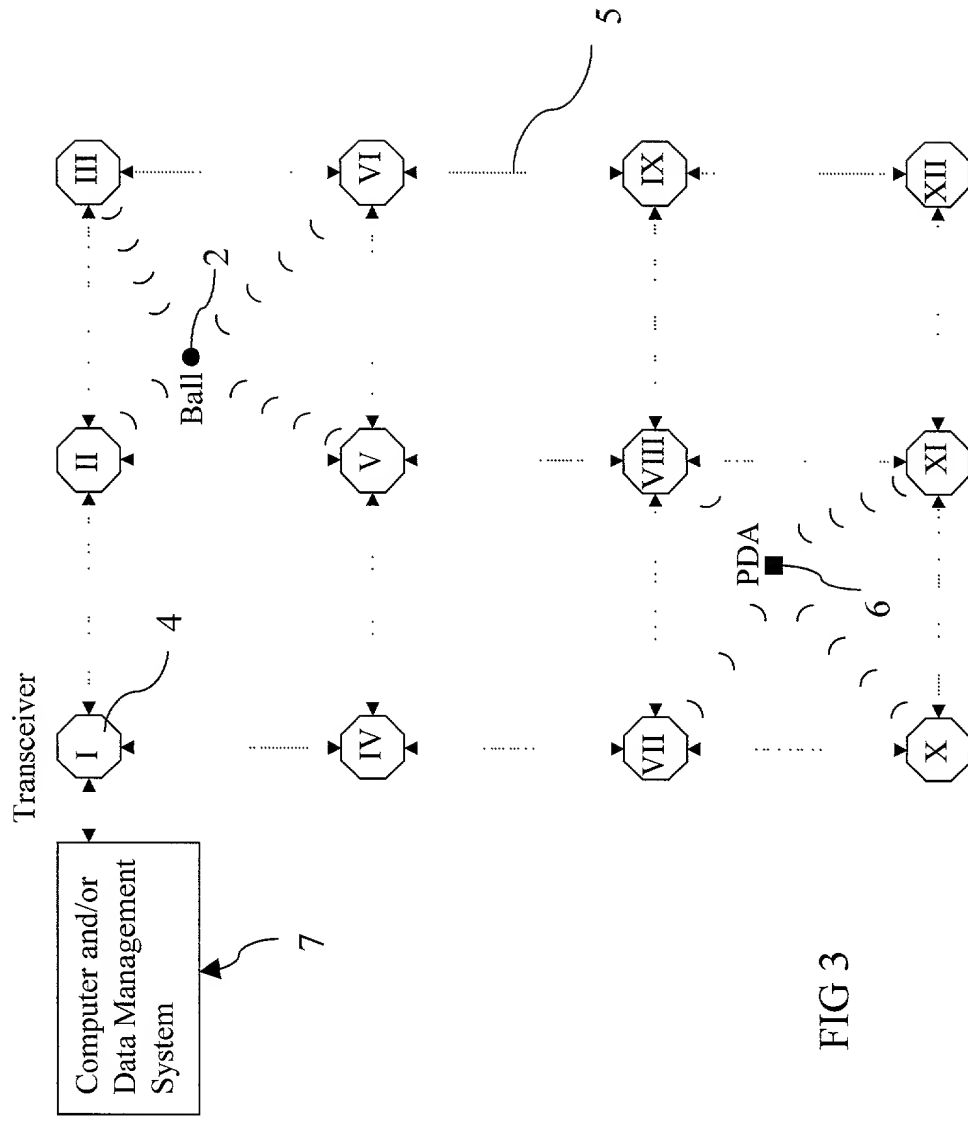 Transceiver
Computer and/or
Data Management
System
7
4
I
II
III
Ball
2
IV
V
VI
5
VII
VIII
IX
PDA
6
X
XI
XII
FIG 3